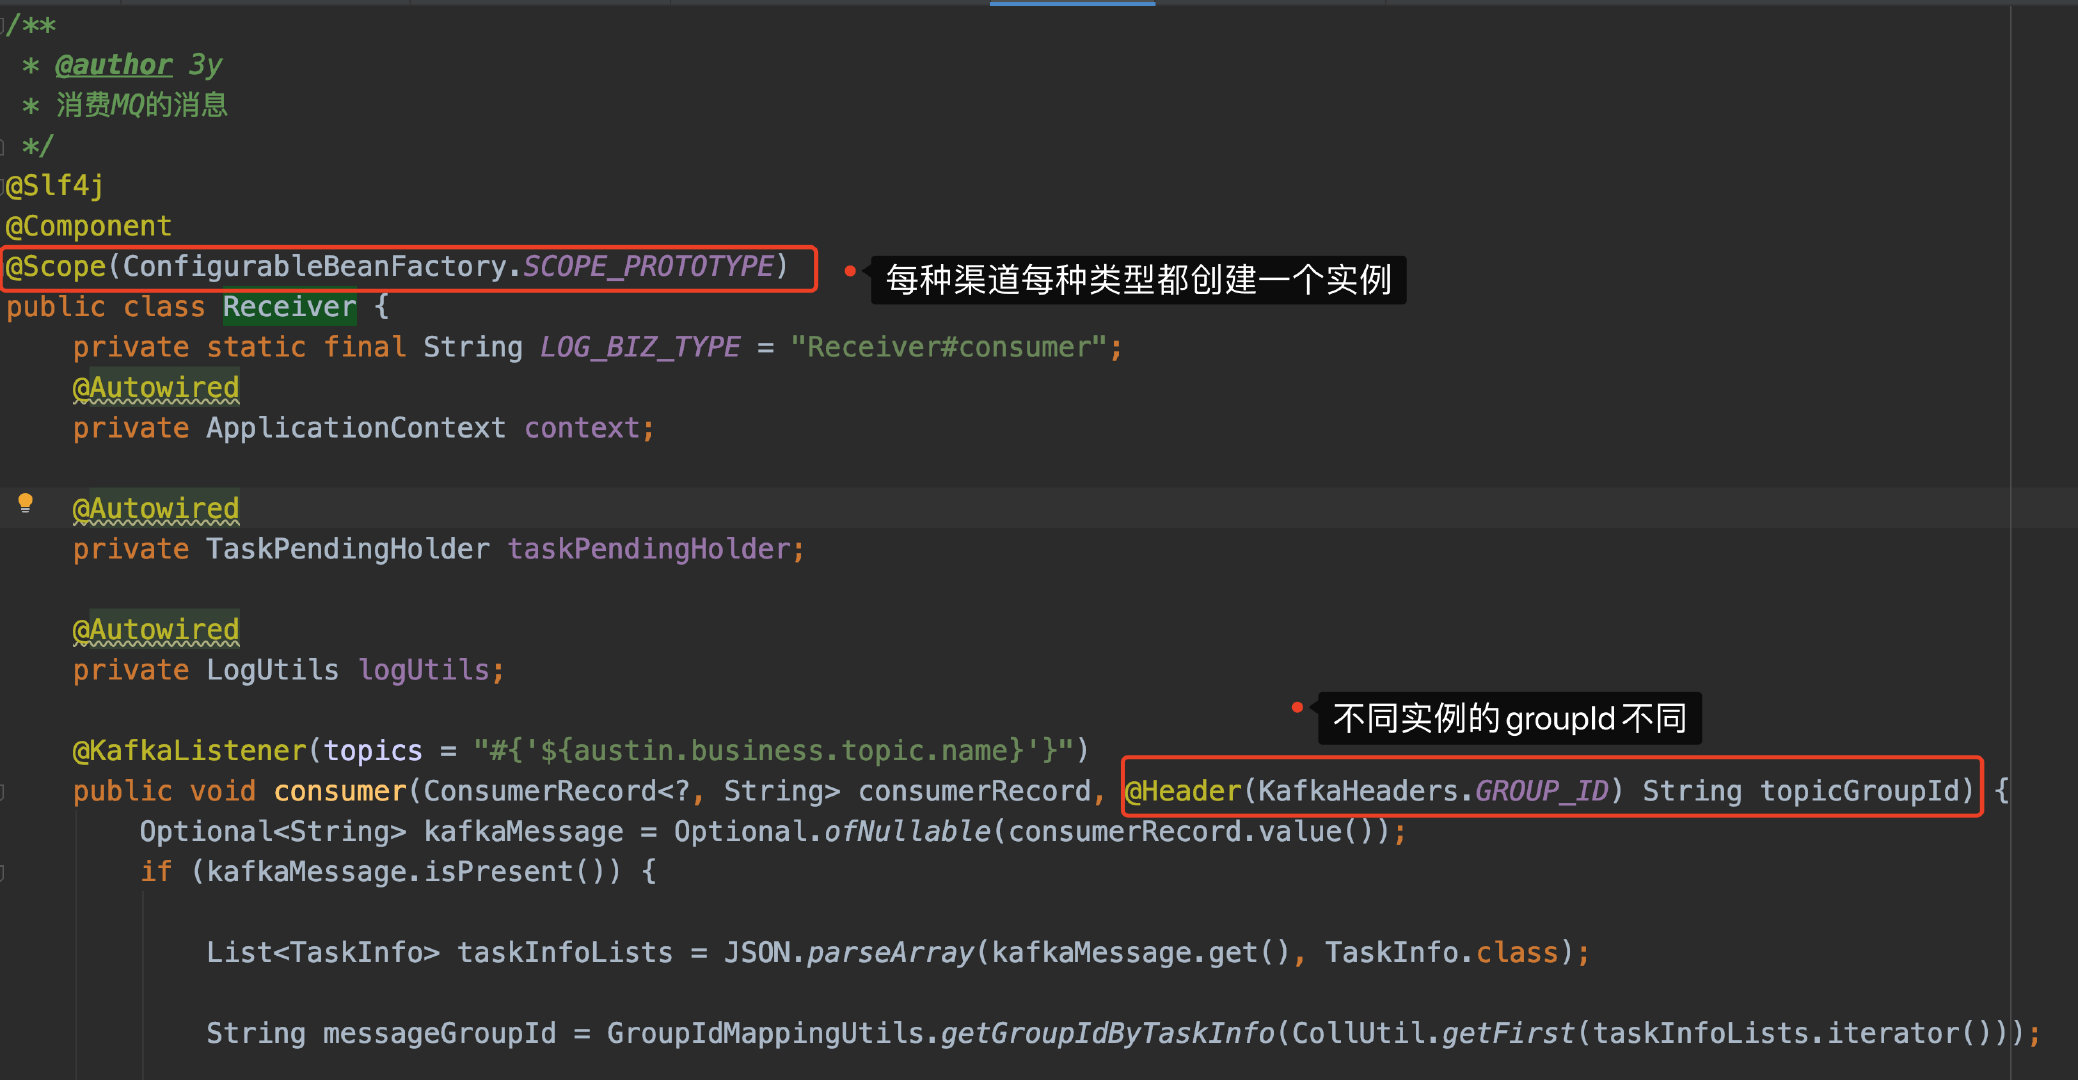 /**
 * @author 3y
 * 消费MQ的消息
 */
@Slf4j
@Component
@Scope(ConfigurableBeanFactory.SCOPE_PROTOTYPE)
每种渠道每种类型都创建一个实例
public class Receiver {
    private static final String LOG_BIZ_TYPE = "Receiver#consumer";
    @Autowired
    private ApplicationContext context;
    @Autowired
    private TaskPendingHolder taskPendingHolder;
    @Autowired
    private LogUtils logUtils;
不同实例的groupId不同
    @KafkaListener(topics = "#{'${austin.business.topic.name}'}")
    public void consumer(ConsumerRecord<?, String> consumerRecord, @Header(KafkaHeaders.GROUP_ID) String topicGroupId) {
        Optional<String> kafkaMessage = Optional.ofNullable(consumerRecord.value());
        if (kafkaMessage.isPresent()) {
            List<TaskInfo> taskInfoLists = JSON.parseArray(kafkaMessage.get(), TaskInfo.class);
            String messageGroupId = GroupIdMappingUtils.getGroupIdByTaskInfo(CollUtil.getFirst(taskInfoLists.iterator()));